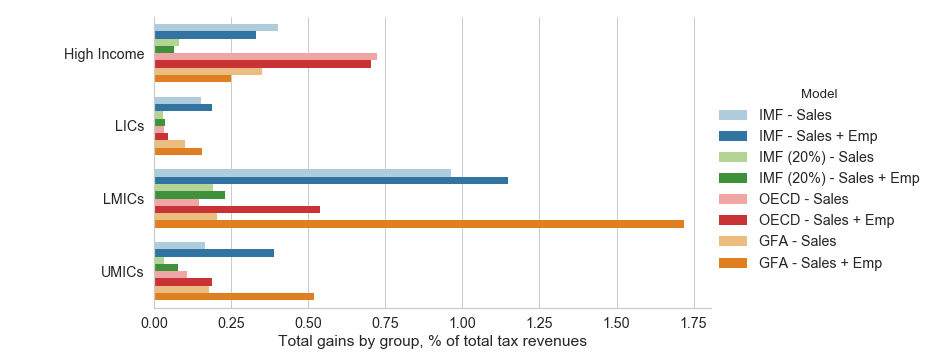 High Income
LICs
LMICs
UMICs
0.00 0.25 0.50 0.75 1.00 1.25 1.50 1.75
Total gains by group, % of total tax revenues
Model
IMF - Sales
IMF - Sales + Emp
IMF (20%) - Sales
IMF (20%) - Sales + Emp
OECD - Sales
OECD - Sales + Emp
GFA - Sales
GFA - Sales + Emp